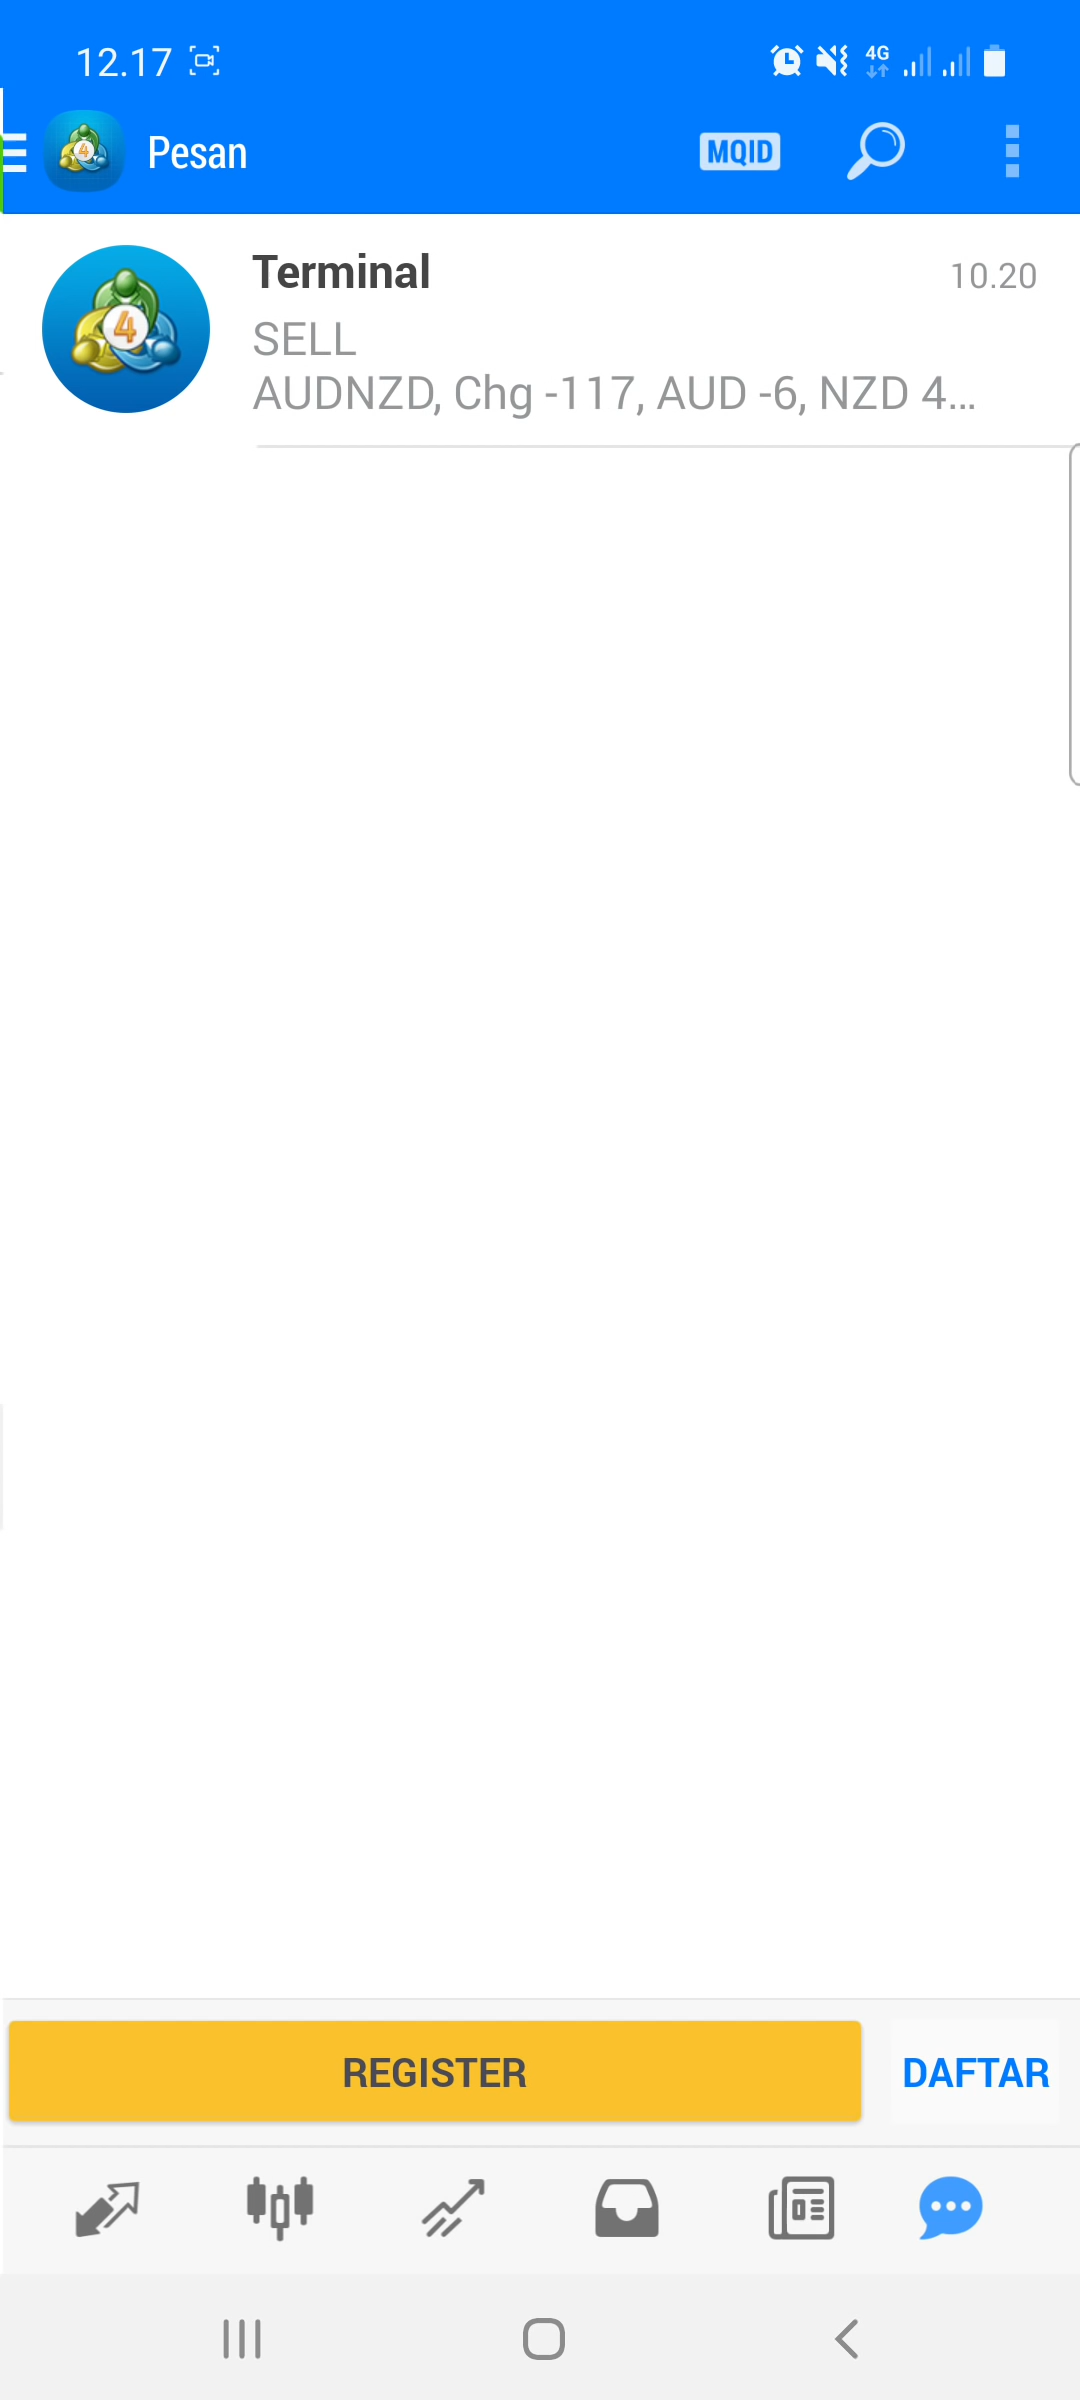 12.17
4G
Pesan
MQID
Terminal
10.20
SELL
AUDNZD, Chg -117, AUD -6, NZD 4...
REGISTER
DAFTAR